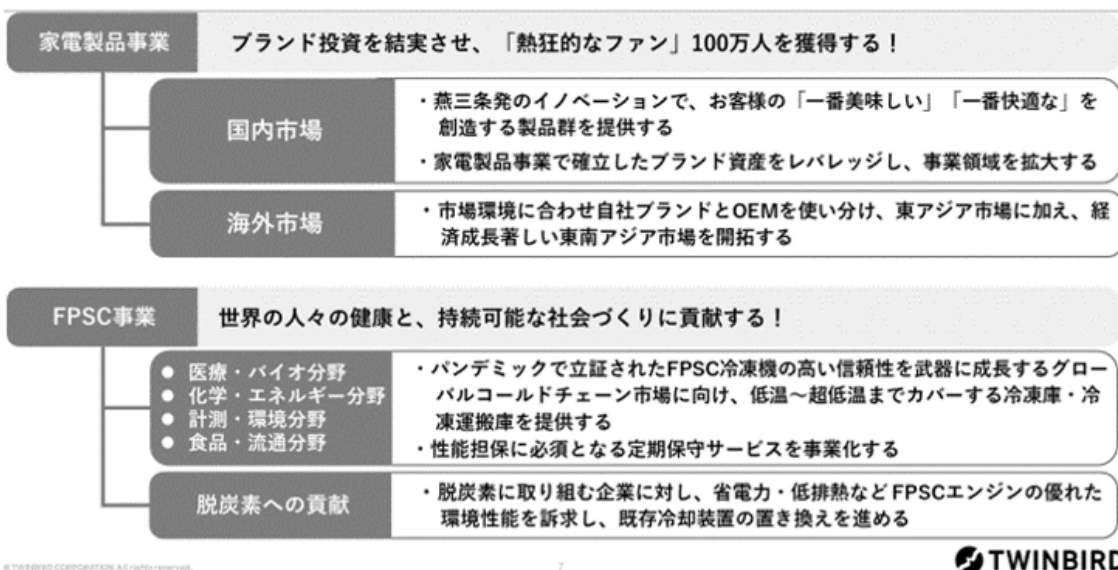 家電製品事業
ブランド投資を結実させ、「熱狂的なファン」100万人を獲得する！
国内市場
・燕三条発のイノベーションで、お客様の「一番美味しい」「一番快適な」を
創造する製品群を提供する
・家電製品事業で確立したブランド資産をレバレッジし、事業領域を拡大する
海外市場
・市場環境に合わせ自社ブランドとOEMを使い分け、東アジア市場に加え、経
済成長著しい東南アジア市場を開拓する
FPSC事業
世界の人々の健康と、持続可能な社会づくりに貢献する！
● 医療・バイオ分野
● 化学・エネルギー分野
● 計測・環境分野
● 食品・流通分野
・パンデミックで立証されたFPSC冷凍機の高い信頼性を武器に成長するグロー
バルコールドチェーン市場に向け、低温～超低温までカバーする冷凍庫・冷
凍運搬庫を提供する
・性能担保に必須となる定期保守サービスを事業化する
脱炭素への貢献
・脱炭素に取り組む企業に対し、省電力・低排熱などFPSCエンジンの優れた
環境性能を訴求し、既存冷却装置の置き換えを進める
© TWINBIRD CORPORATION All rights reserved.
7
TWINBIRD